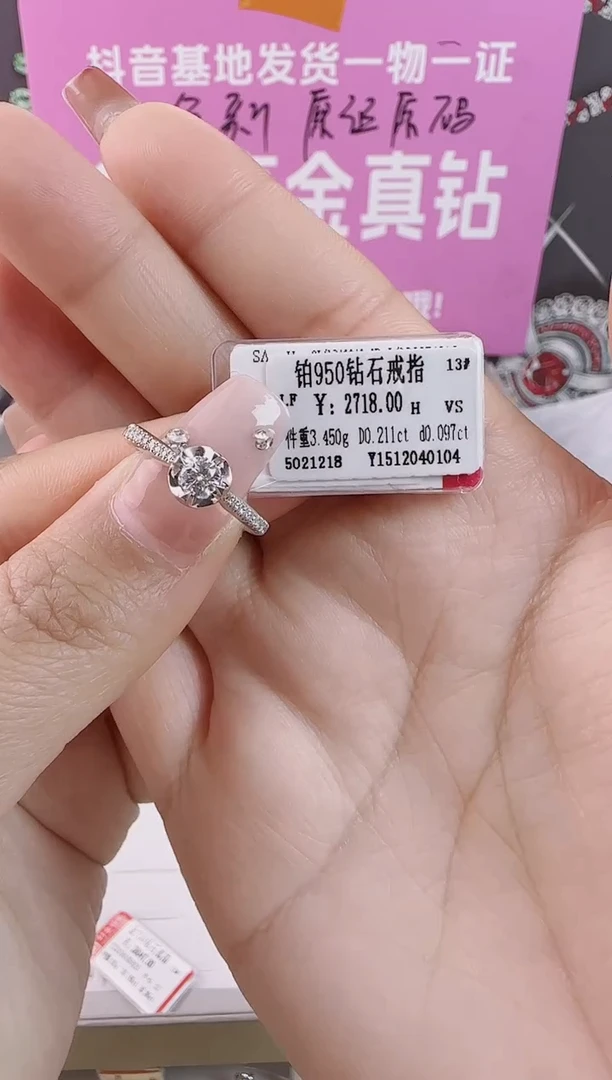 抖音基地发货一物一证
原证原码
金真钻
SA
铂950钻石戒指 13#
Y: 2718.00 H VS
件重3.450g D0.211ct d0.097ct
5021218 Y1512040104